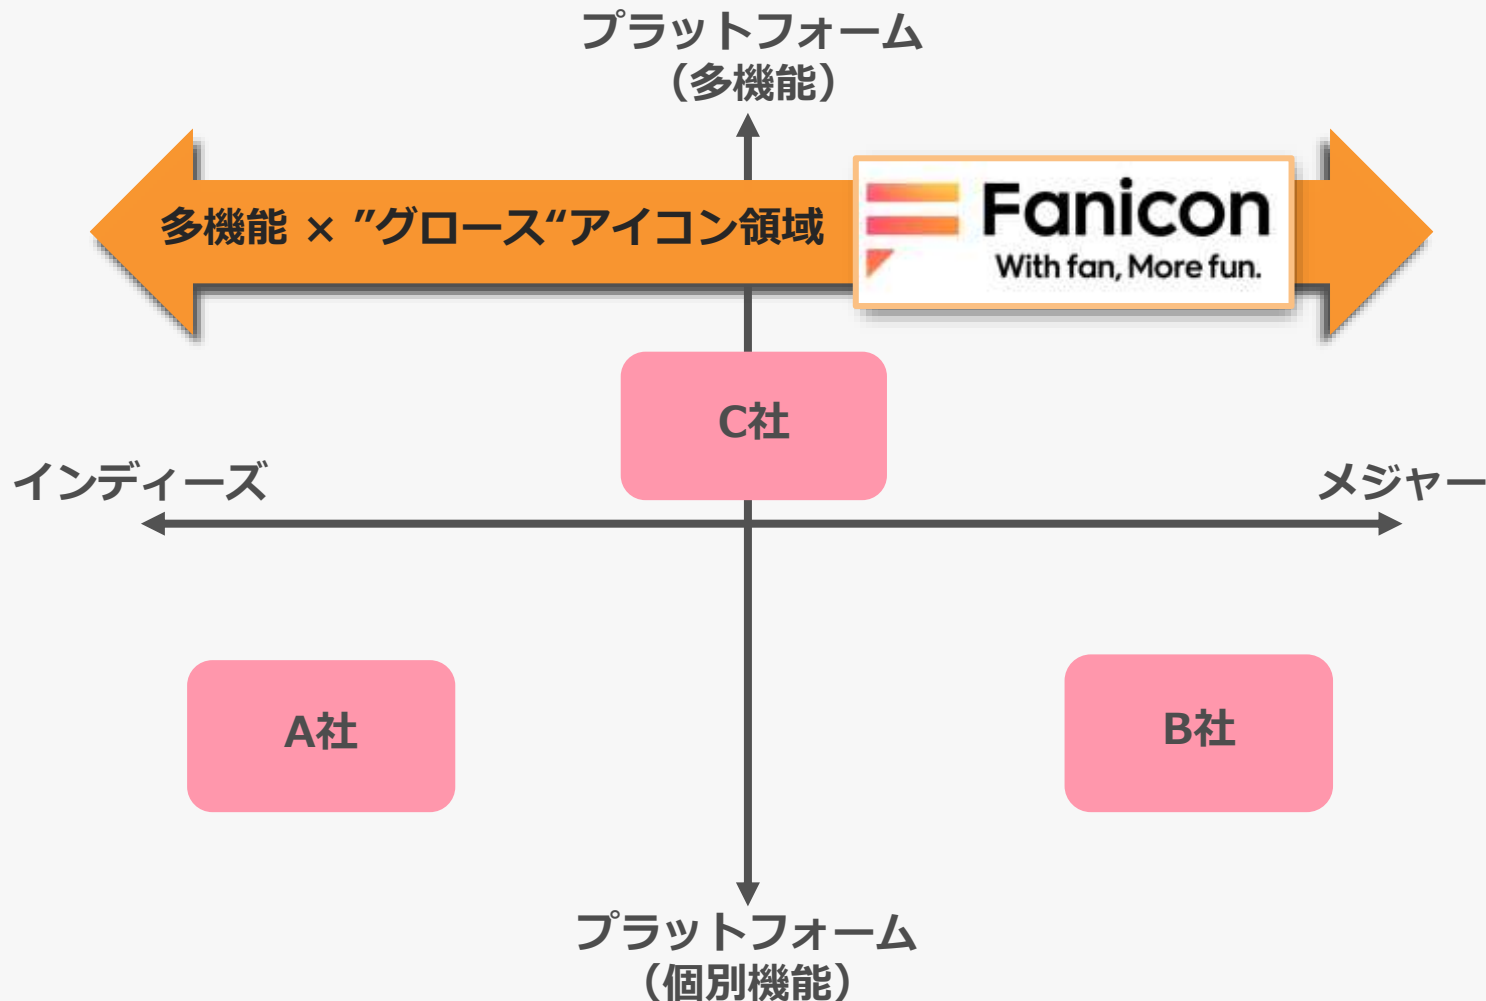 プラットフォーム
（多機能）
多機能 × ”グロース“アイコン領域
Fanicon
With fan, More fun.
C社
インディーズ
メジャー
A社
B社
プラットフォーム
（個別機能）